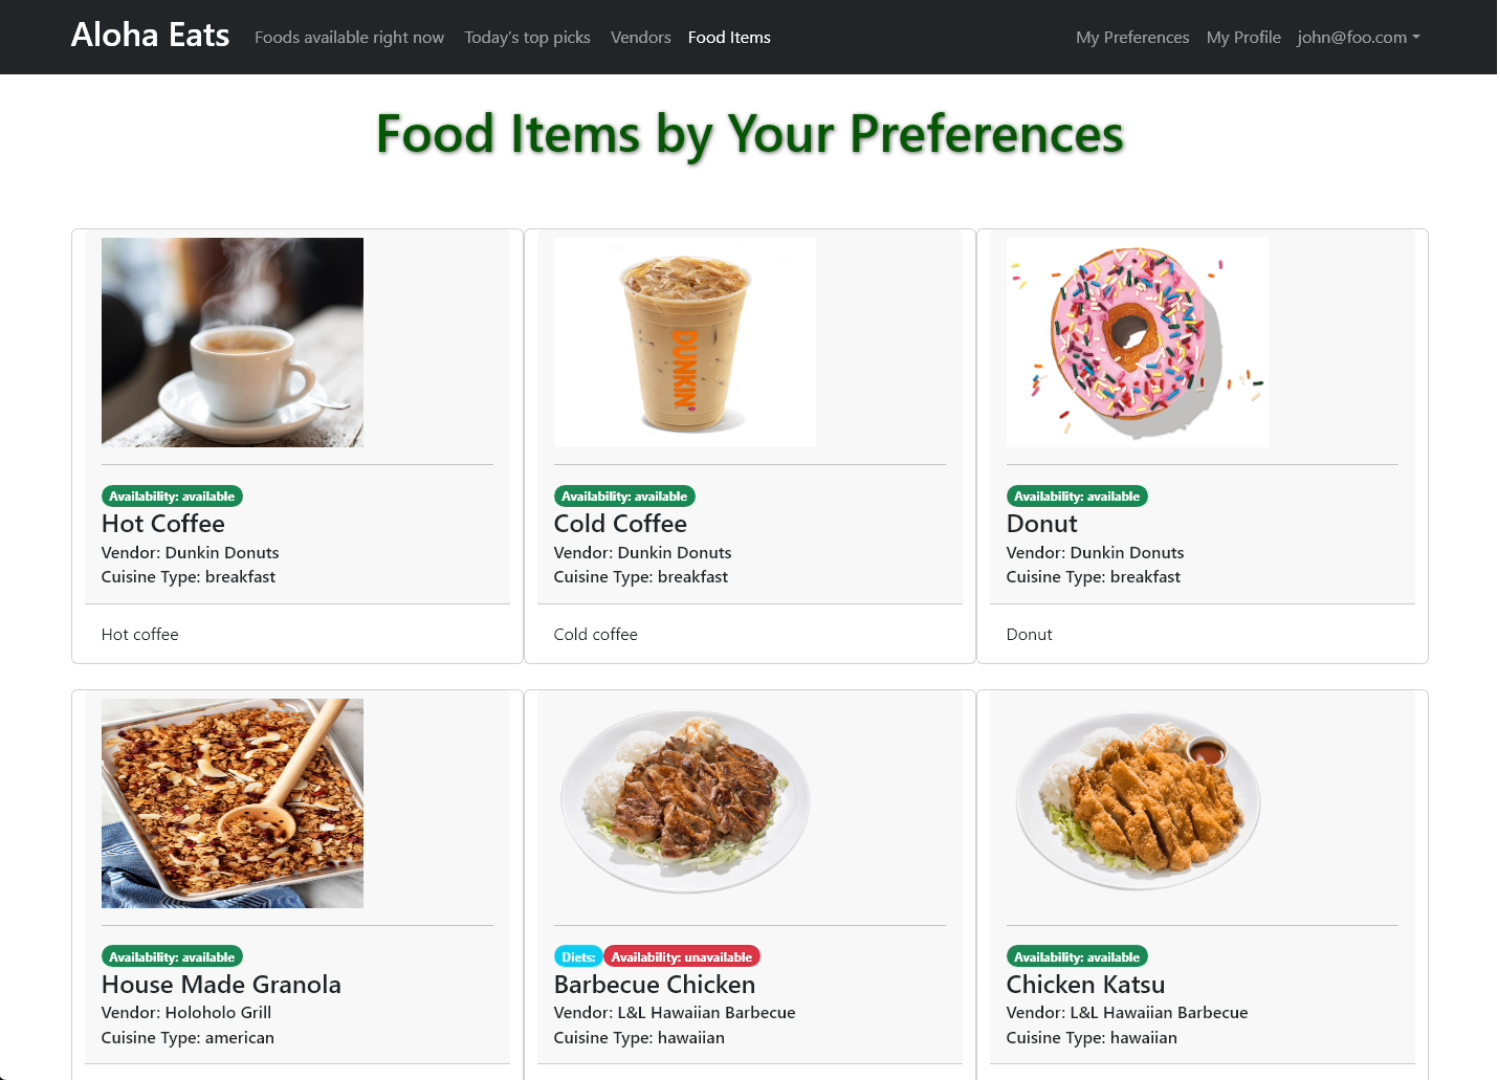 Aloha Eats Foods available right now Today's top picks Vendors Food Items My Preferences My Profile john@foo.com
Food Items by Your Preferences
DUNKIN'
Availability: available
Hot Coffee
Vendor: Dunkin Donuts
Cuisine Type: breakfast
Hot coffee
Availability: available
Cold Coffee
Vendor: Dunkin Donuts
Cuisine Type: breakfast
Cold coffee
Availability: available
Donut
Vendor: Dunkin Donuts
Cuisine Type: breakfast
Donut
Availability: available
House Made Granola
Vendor: Holoholo Grill
Cuisine Type: american
Diets: Availability: unavailable
Barbecue Chicken
Vendor: L&L Hawaiian Barbecue
Cuisine Type: hawaiian
Availability: available
Chicken Katsu
Vendor: L&L Hawaiian Barbecue
Cuisine Type: hawaiian